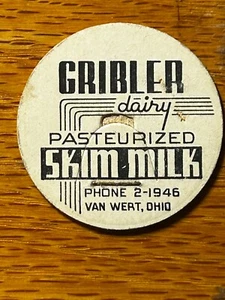 GRIBLER
dairy
PASTEURIZED
SKIM MILK
PHONE 2-1946
VAN WERT, OHIO